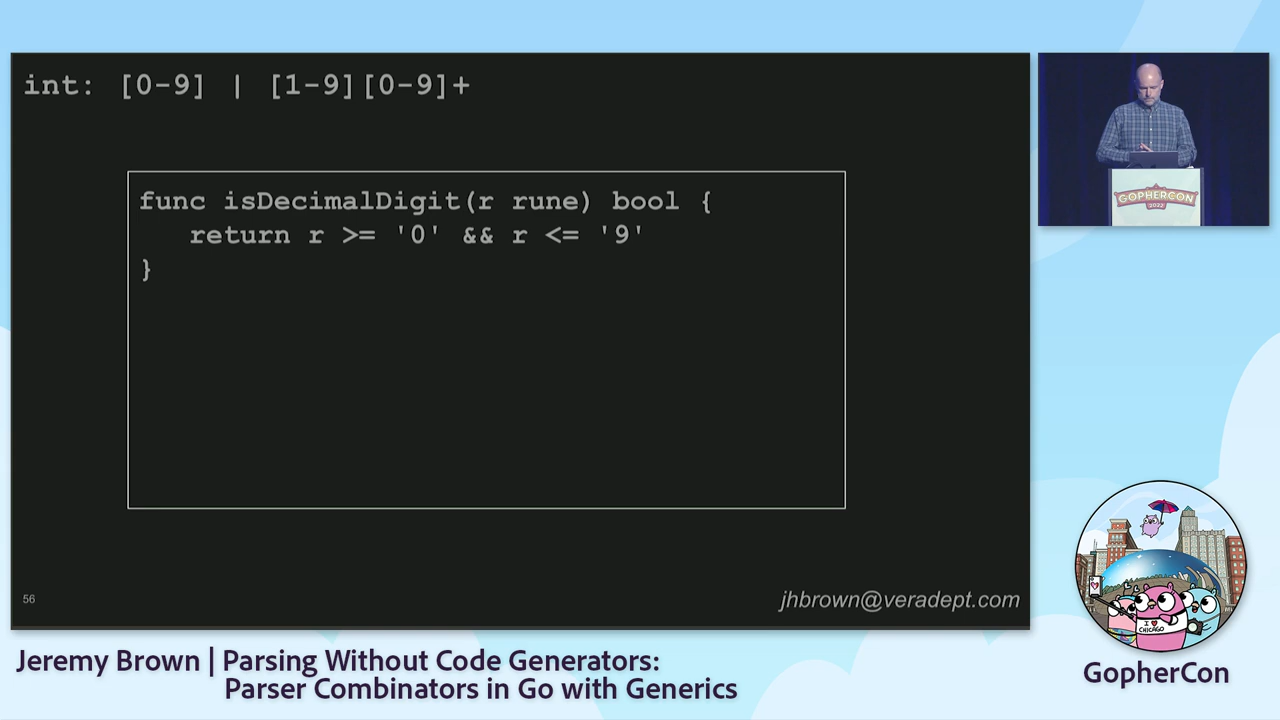 int: [0-9] | [1-9][0-9]+
func isDecimalDigit(r rune) bool {
return r >= '0' && r <= '9'
}
56
jhbrown@veradept.com
GOPHERCON
2022
I ♥
CHICAGO
Jeremy Brown | Parsing Without Code Generators:
Parser Combinators in Go with Generics
GopherCon